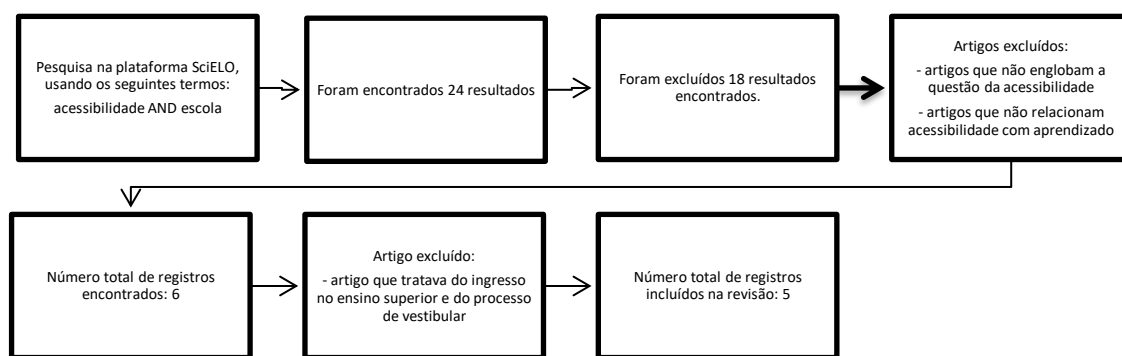 Pesquisa na plataforma SciELO,
usando os seguintes termos:
acessibilidade AND escola
Foram encontrados 24 resultados
Foram excluídos 18 resultados
encontrados.
Artigos excluídos:
- artigos que não englobam a
questão da acessibilidade
- artigos que não relacionam
acessibilidade com aprendizado
Número total de registros
encontrados: 6
Artigo excluído:
- artigo que tratava do ingresso
no ensino superior e do processo
de vestibular
Número total de registros
incluídos na revisão: 5